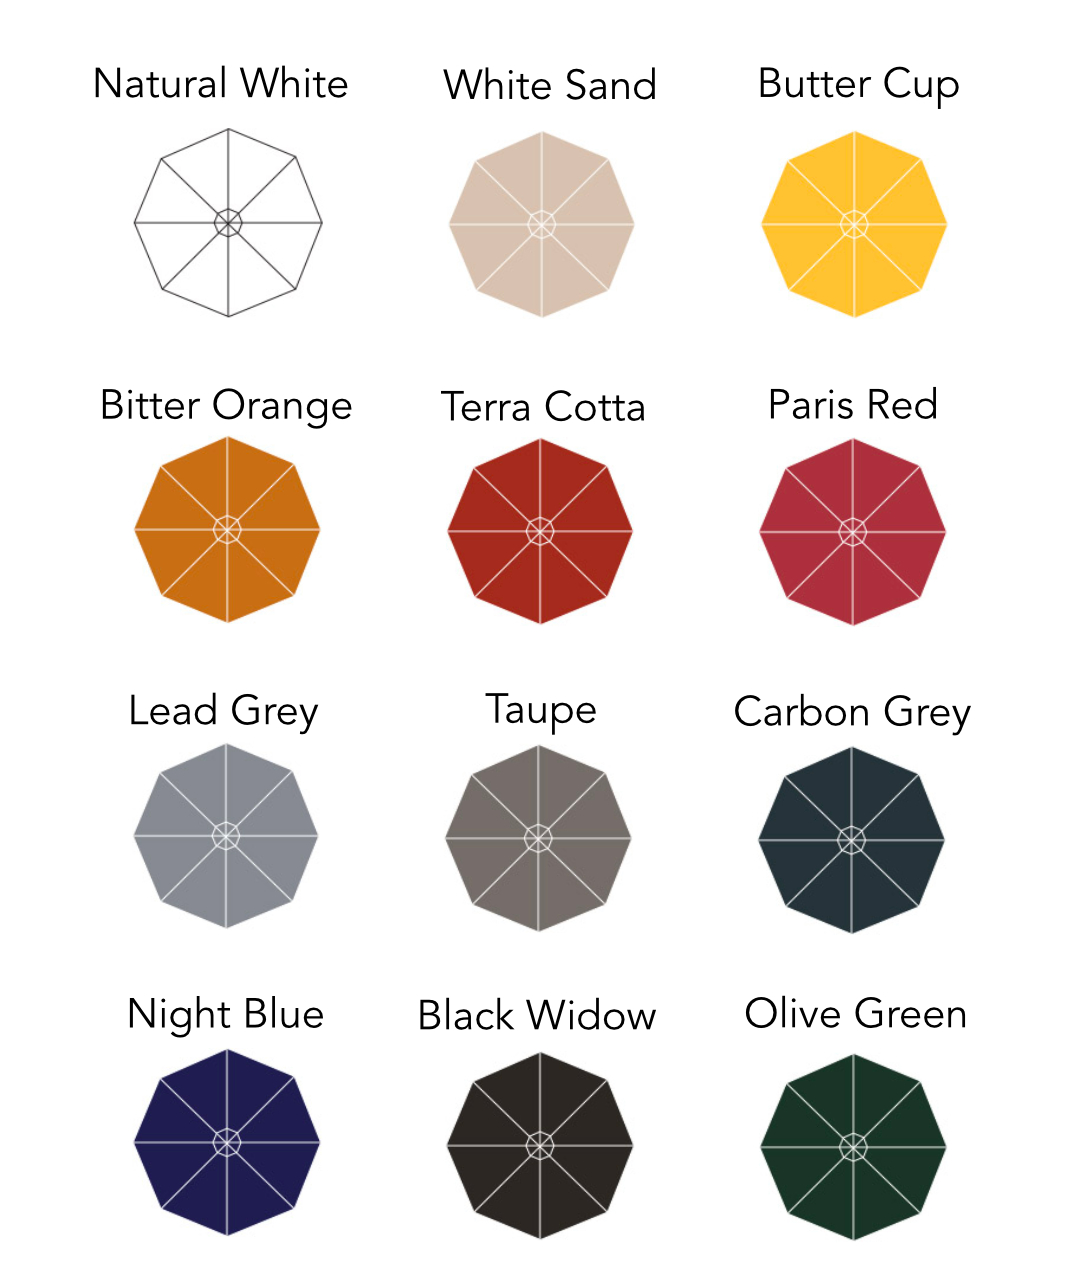 Natural White
White Sand
Butter Cup
Bitter Orange
Terra Cotta
Paris Red
Lead Grey
Taupe
Carbon Grey
Night Blue
Black Widow
Olive Green